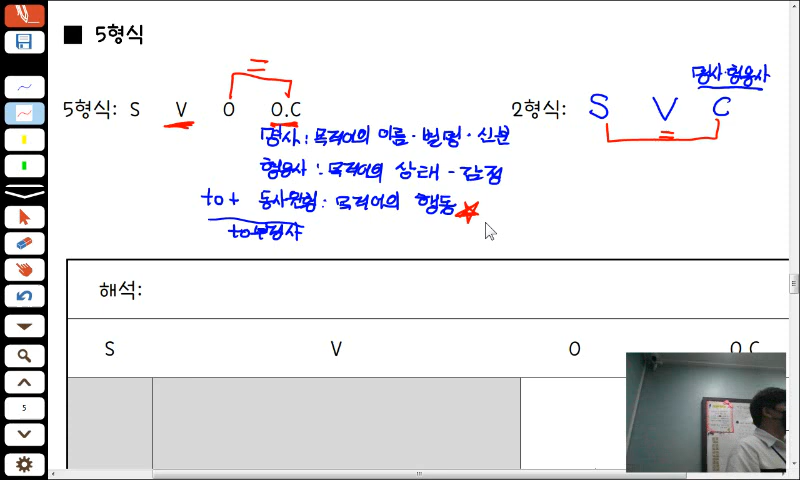 ■ 5형식
=
명사·형용사
5형식: S V O O.C
2형식: S V C
=
명사: 목적어의 이름·별명·신분
형용사: 목적어의 상태-감정
to + 동사원형: 목적어의 행동 ☆
to부정사
해석:
S V O O.C
5